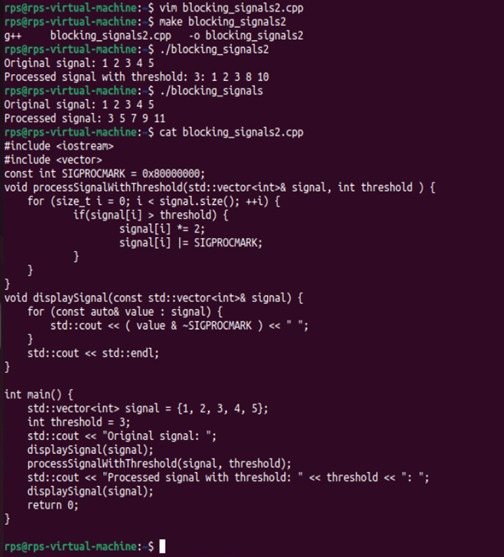 rps@rps-virtual-machine:~$ vim blocking_signals2.cpp
rps@rps-virtual-machine:~$ make blocking_signals2
g++     blocking_signals2.cpp   -o blocking_signals2
rps@rps-virtual-machine:~$ ./blocking_signals2
Original signal: 1 2 3 4 5
Processed signal with threshold: 3: 1 2 3 8 10
rps@rps-virtual-machine:~$ ./blocking_signals
Original signal: 1 2 3 4 5
Processed signal: 3 5 7 9 11
rps@rps-virtual-machine:~$ cat blocking_signals2.cpp
#include <iostream>
#include <vector>
const int SIGPROCMARK = 0x80000000;
void processSignalWithThreshold(std::vector<int>& signal, int threshold ) {
    for (size_t i = 0; i < signal.size(); ++i) {
           if(signal[i] > threshold) {
                  signal[i] *= 2;
                  signal[i] |= SIGPROCMARK;
           }
    }
}
void displaySignal(const std::vector<int>& signal) {
    for (const auto& value : signal) {
        std::cout << ( value & ~SIGPROCMARK ) << " ";
    }
    std::cout << std::endl;
}

int main() {
    std::vector<int> signal = {1, 2, 3, 4, 5};
    int threshold = 3;
    std::cout << "Original signal: ";
    displaySignal(signal);
    processSignalWithThreshold(signal, threshold);
    std::cout << "Processed signal with threshold: " << threshold << ": ";
    displaySignal(signal);
    return 0;
}

rps@rps-virtual-machine:~$